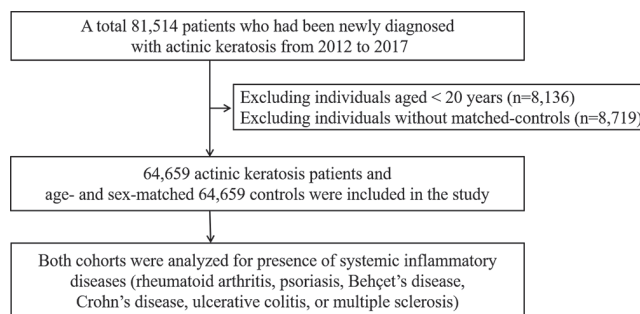 A total 81,514 patients who had been newly diagnosed
with actinic keratosis from 2012 to 2017
Excluding individuals aged < 20 years (n=8,136)
Excluding individuals without matched-controls (n=8,719)
64,659 actinic keratosis patients and
age- and sex-matched 64,659 controls were included in the study
Both cohorts were analyzed for presence of systemic inflammatory
diseases (rheumatoid arthritis, psoriasis, Behçet's disease,
Crohn's disease, ulcerative colitis, or multiple sclerosis)